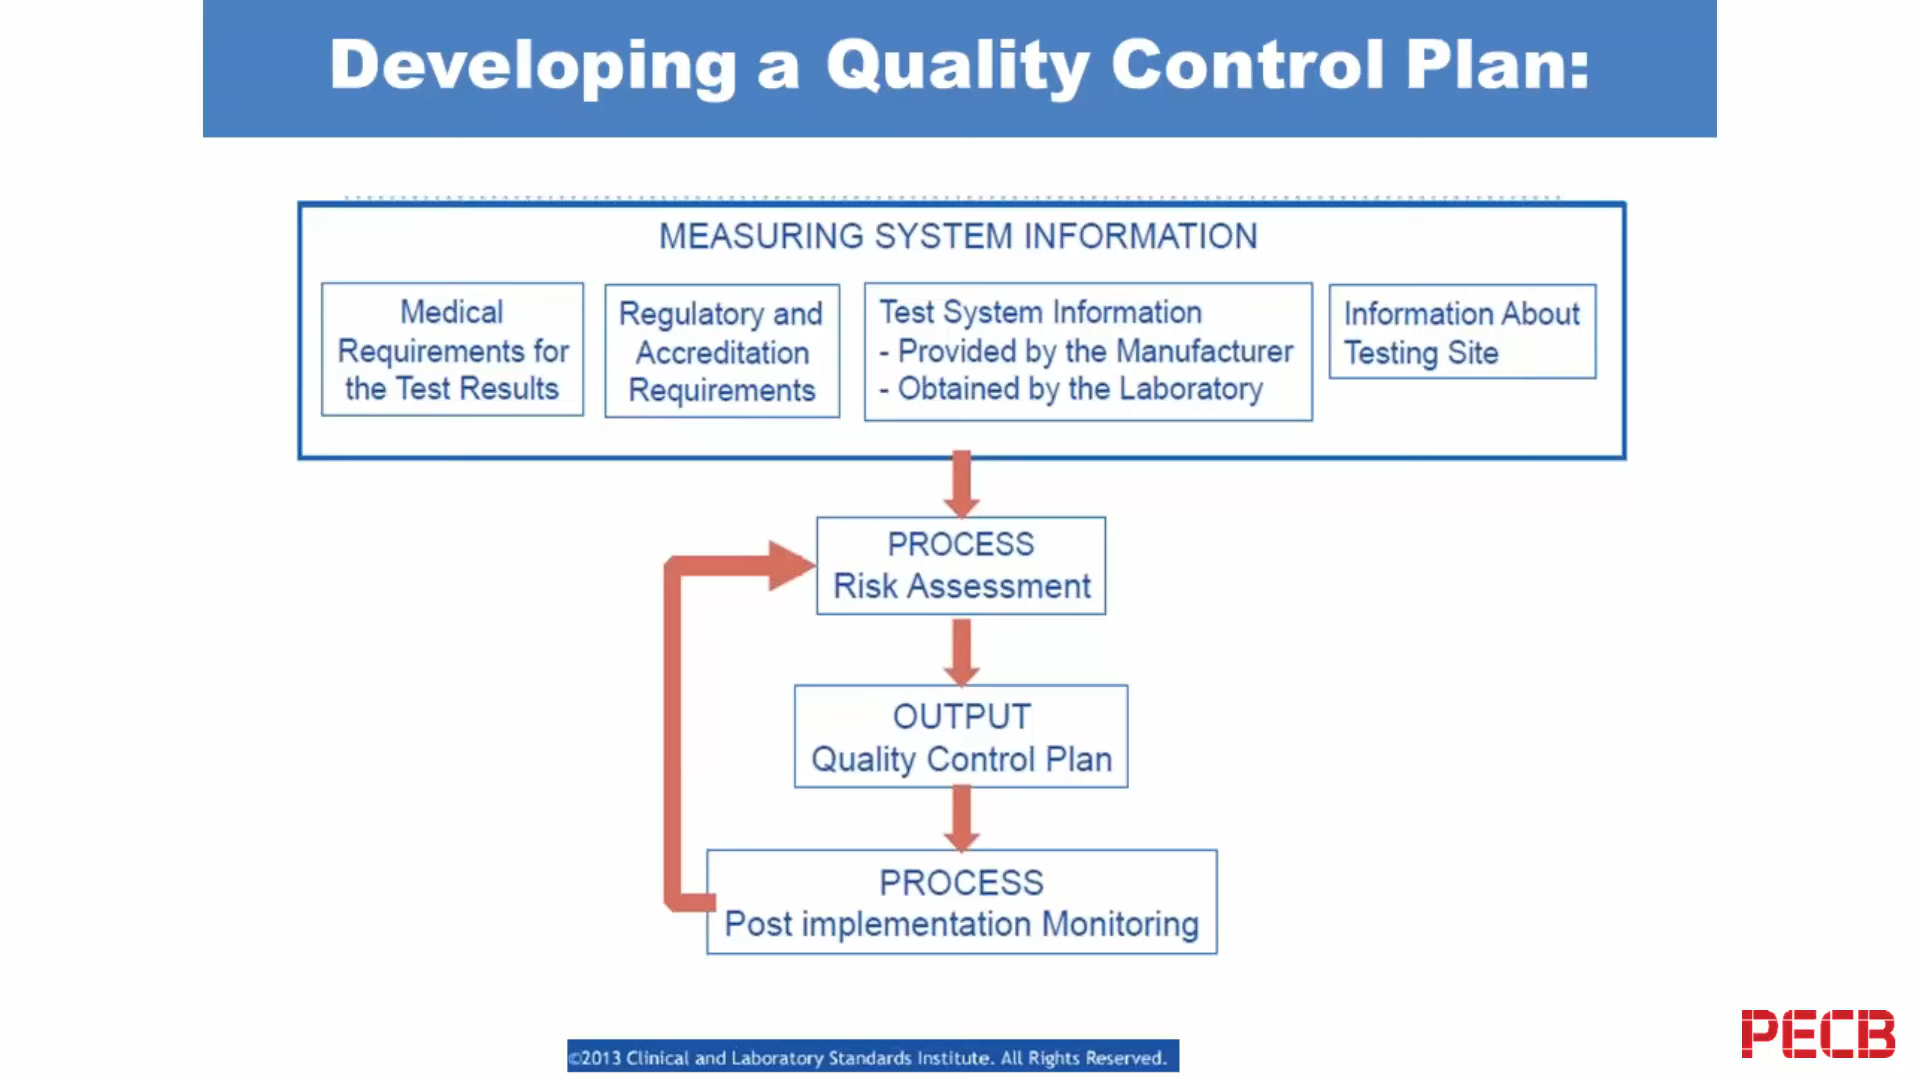 Developing a Quality Control Plan:
MEASURING SYSTEM INFORMATION
Medical
Requirements for
the Test Results
Regulatory and
Accreditation
Requirements
Test System Information
- Provided by the Manufacturer
- Obtained by the Laboratory
Information About
Testing Site
PROCESS
Risk Assessment
OUTPUT
Quality Control Plan
PROCESS
Post implementation Monitoring
©2013 Clinical and Laboratory Standards Institute. All Rights Reserved.
PECB